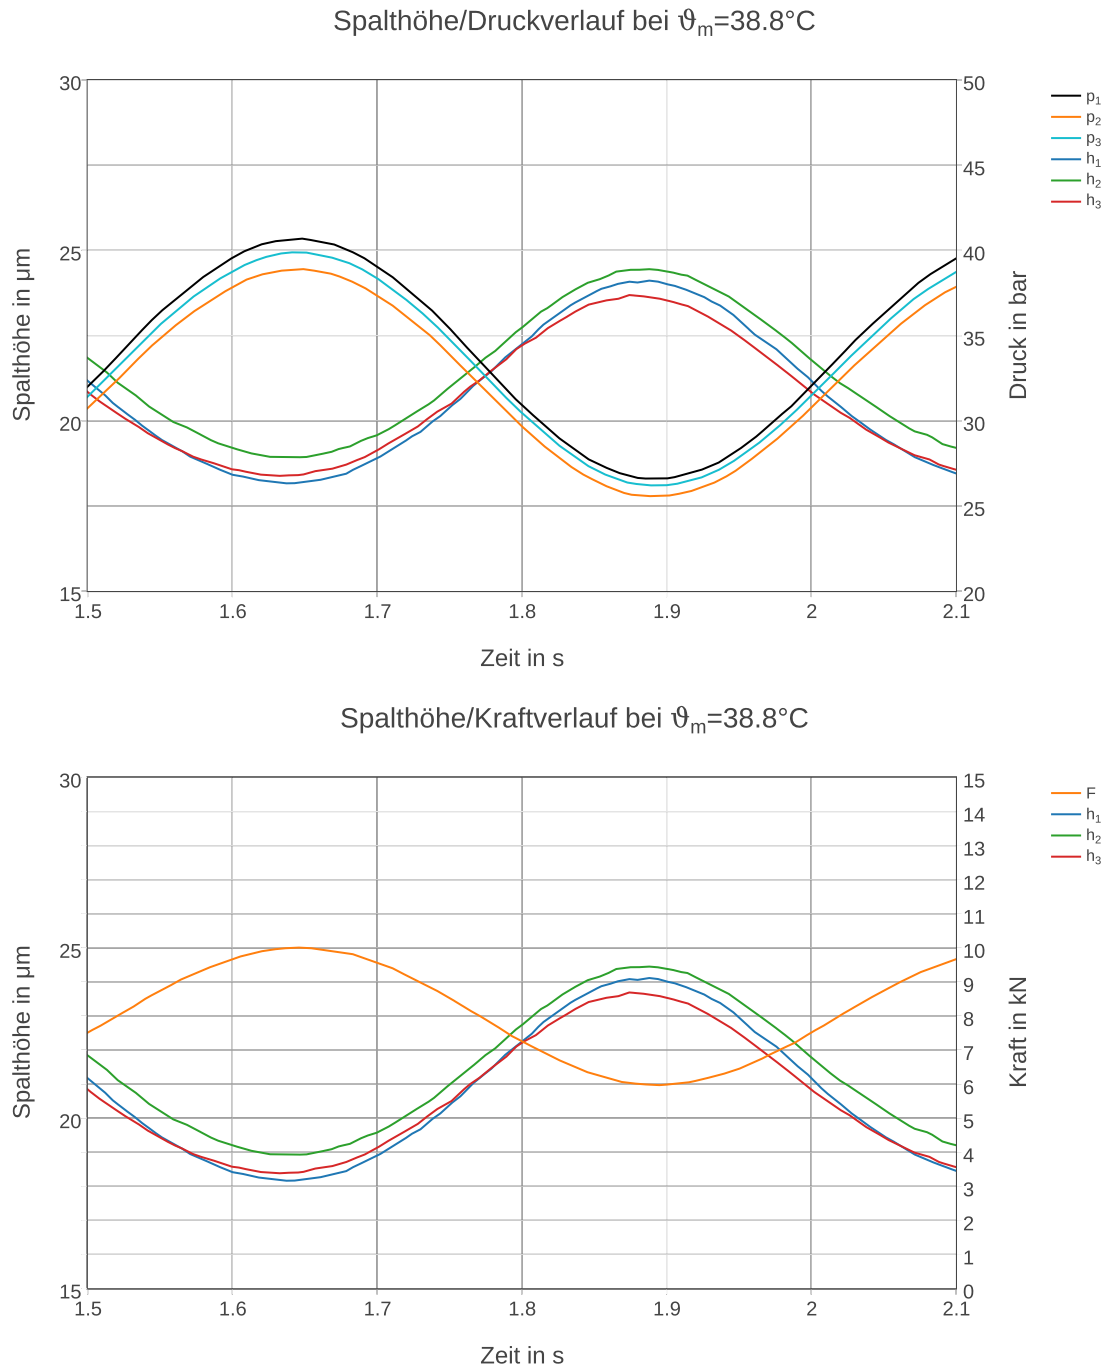 Spalthöhe/Druckverlauf bei ϑm=38.8°C
30
25
20
15
Spalthöhe in μm
50
45
40
35
30
25
20
Druck in bar
1.5 1.6 1.7 1.8 1.9 2 2.1
Zeit in s
p1
p2
p3
h1
h2
h3
Spalthöhe/Kraftverlauf bei ϑm=38.8°C
30
25
20
15
Spalthöhe in μm
15
14
13
12
11
10
9
8
7
6
5
4
3
2
1
0
Kraft in kN
1.5 1.6 1.7 1.8 1.9 2 2.1
Zeit in s
F
h1
h2
h3